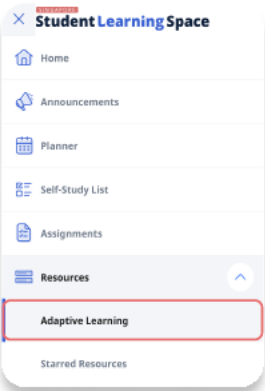 SINGAPORE
Student Learning Space
Home
Announcements
Planner
Self-Study List
Assignments
Resources
Adaptive Learning
Starred Resources